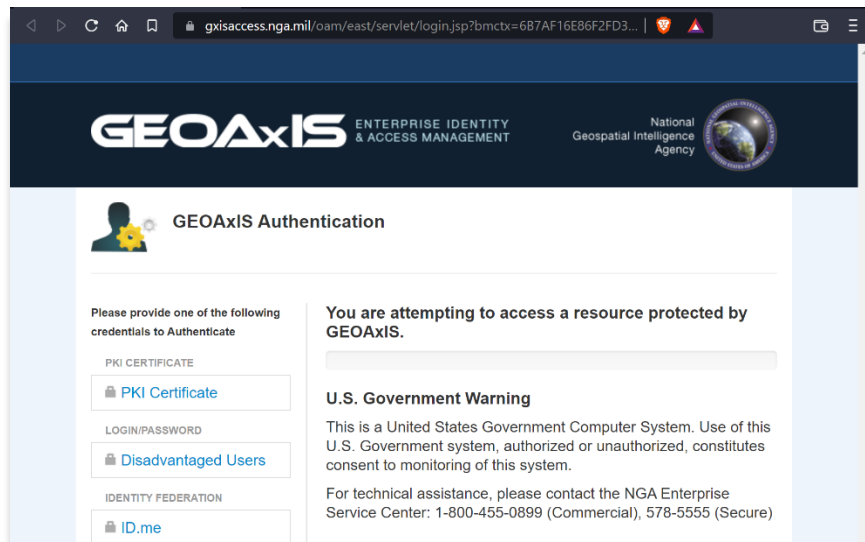 gxisaccess.nga.mil/oam/east/servlet/login.jsp?bmctx=6B7AF16E86F2FD3...
GEOAxIS
ENTERPRISE IDENTITY
& ACCESS MANAGEMENT
National
Geospatial Intelligence
Agency
GEOAxIS Authentication
Please provide one of the following
credentials to Authenticate
PKI CERTIFICATE
PKI Certificate
LOGIN/PASSWORD
Disadvantaged Users
IDENTITY FEDERATION
ID.me
You are attempting to access a resource protected by
GEOAxIS.
U.S. Government Warning
This is a United States Government Computer System. Use of this
U.S. Government system, authorized or unauthorized, constitutes
consent to monitoring of this system.
For technical assistance, please contact the NGA Enterprise
Service Center: 1-800-455-0899 (Commercial), 578-5555 (Secure)